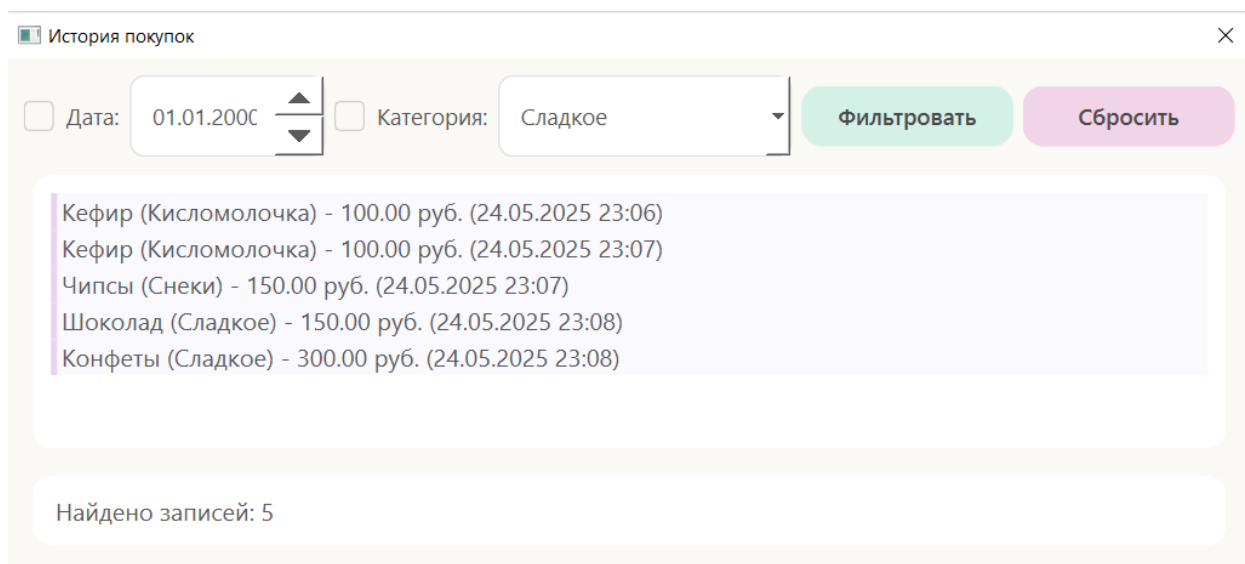 История покупок
Дата: 01.01.2000 Категория: Сладкое Фильтровать Сбросить
Кефир (Кисломолочка) - 100.00 руб. (24.05.2025 23:06)
Кефир (Кисломолочка) - 100.00 руб. (24.05.2025 23:07)
Чипсы (Снеки) - 150.00 руб. (24.05.2025 23:07)
Шоколад (Сладкое) - 150.00 руб. (24.05.2025 23:08)
Конфеты (Сладкое) - 300.00 руб. (24.05.2025 23:08)
Найдено записей: 5